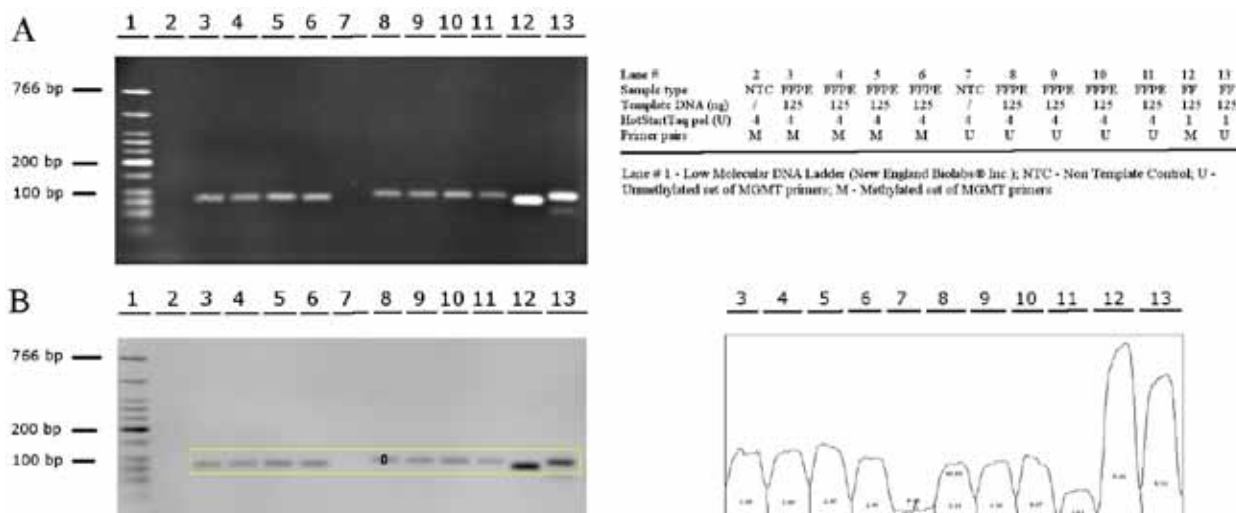 A
1 2 3 4 5 6 7 8 9 10 11 12 13
766 bp
200 bp
100 bp
Lane # 2 3 4 5 6 7 8 9 10 11 12 13
Sample type NTC FFPE FFPE FFPE FFPE NTC FFPE FFPE FFPE FFPE FF FF
Template DNA (ng) / 125 125 125 125 / 125 125 125 125 125 125
HotStartTaq pol (U) 4 4 4 4 4 4 4 4 4 4 1 1
Primer pairs M M M M M U U U U U M U
Lane # 1 - Low Molecular DNA Ladder (New England Biolabs® Inc.); NTC - Non Template Control; U -
Unmethylated set of MGMT primers; M - Methylated set of MGMT primers
B
1 2 3 4 5 6 7 8 9 10 11 12 13
766 bp
200 bp
100 bp
0
3 4 5 6 7 8 9 10 11 12 13